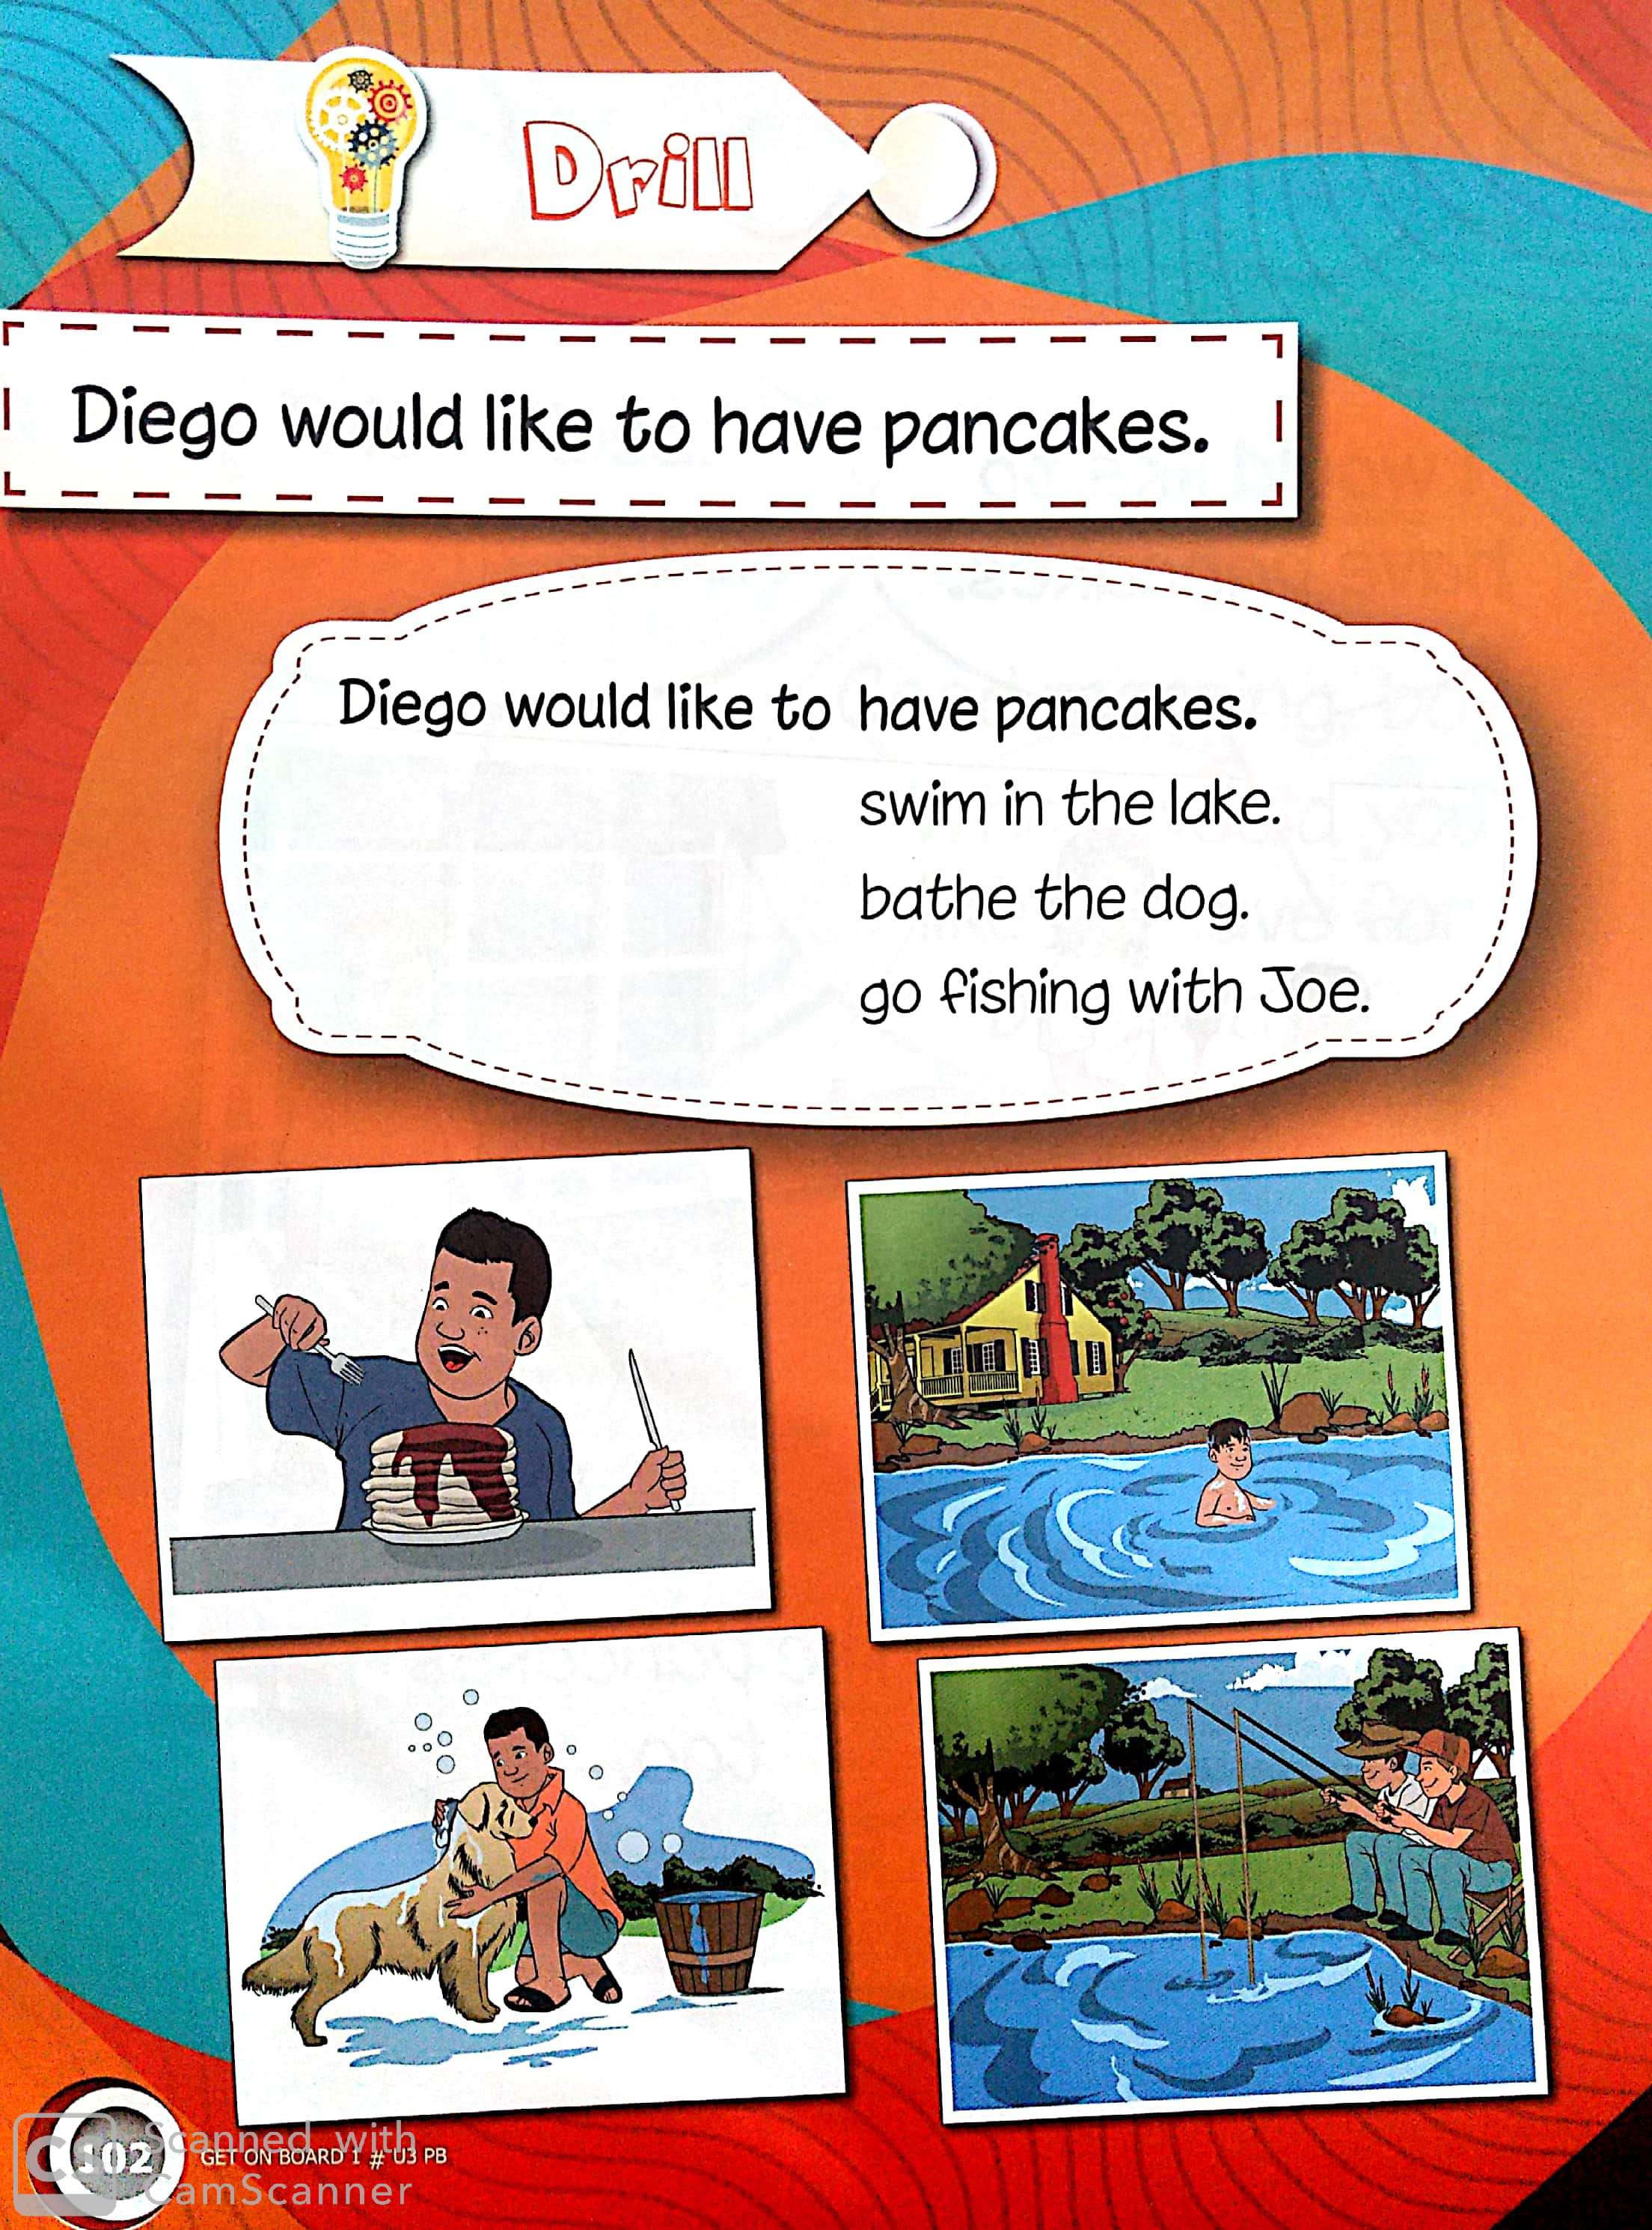 Drill
Diego would like to have pancakes.
Diego would like to have pancakes.
swim in the lake.
bathe the dog.
go fishing with Joe.
102
GET ON BOARD 1 # U3 PB
CS
Scanned with
CamScanner